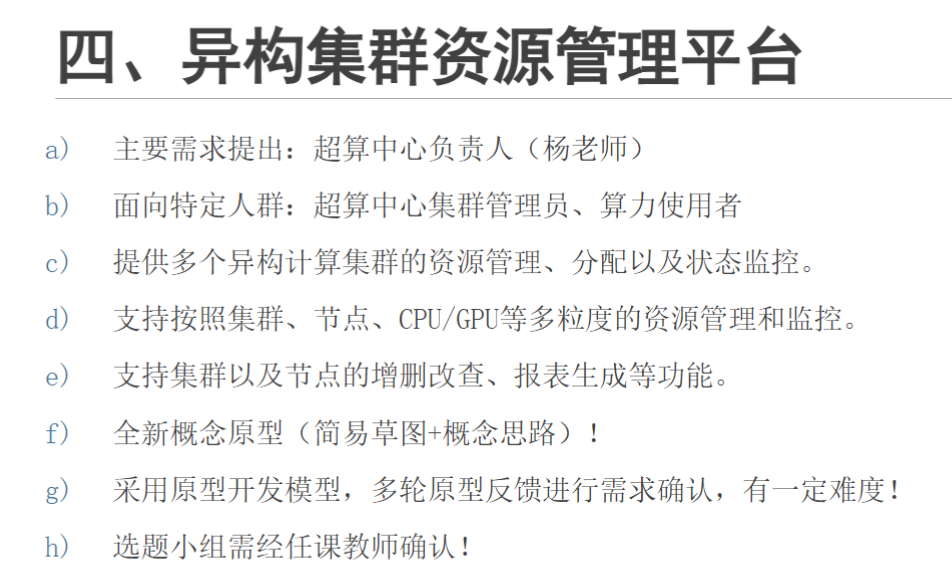 四、异构集群资源管理平台
a) 主要需求提出：超算中心负责人（杨老师）
b) 面向特定人群：超算中心集群管理员、算力使用者
c) 提供多个异构计算集群的资源管理、分配以及状态监控。
d) 支持按照集群、节点、CPU/GPU等多粒度的资源管理和监控。
e) 支持集群以及节点的增删改查、报表生成等功能。
f) 全新概念原型（简易草图+概念思路）！
g) 采用原型开发模型，多轮原型反馈进行需求确认，有一定难度！
h) 选题小组需经任课教师确认！